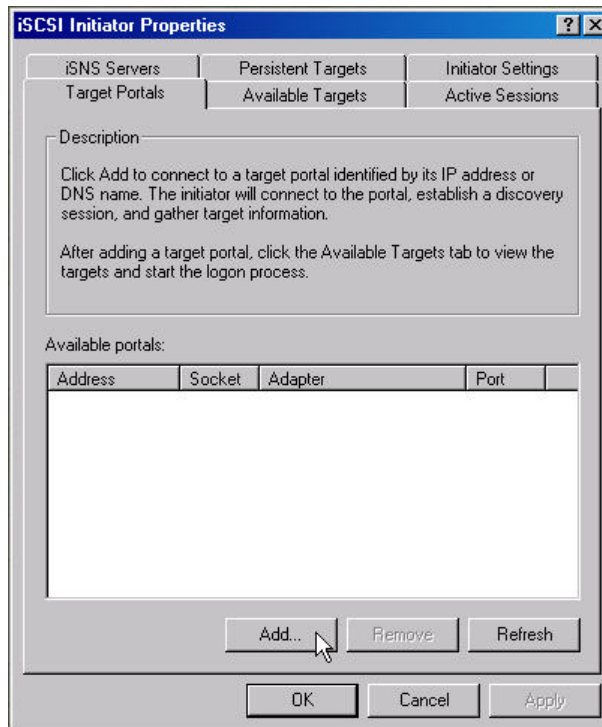 iSCSI Initiator Properties
iSNS Servers
Persistent Targets
Initiator Settings
Target Portals
Available Targets
Active Sessions
Description
Click Add to connect to a target portal identified by its IP address or
DNS name. The initiator will connect to the portal, establish a discovery
session, and gather target information.
After adding a target portal, click the Available Targets tab to view the
targets and start the logon process.
Available portals:
Address Socket Adapter Port
Add... Remove Refresh
OK Cancel Apply